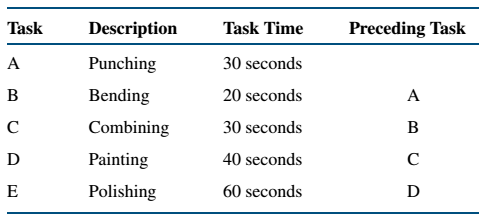 Task Description Task Time Preceding Task
A Punching 30 seconds
B Bending 20 seconds A
C Combining 30 seconds B
D Painting 40 seconds C
E Polishing 60 seconds D